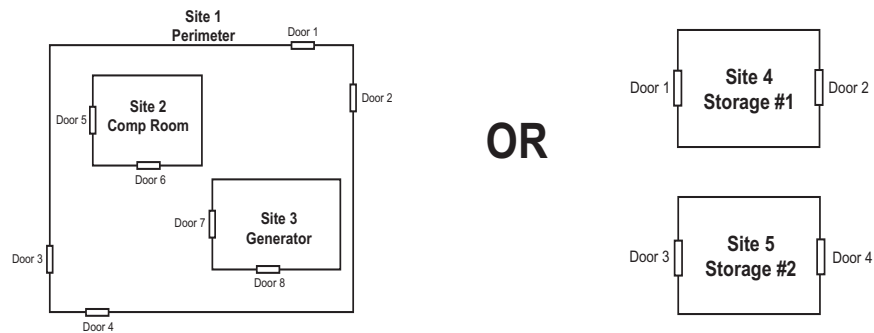 Site 1
Perimeter
Door 1
Door 2
Site 2
Comp Room
Door 5
Door 6
Site 3
Generator
Door 7
Door 8
Door 3
Door 4
OR
Site 4
Storage #1
Door 1
Door 2
Site 5
Storage #2
Door 3
Door 4